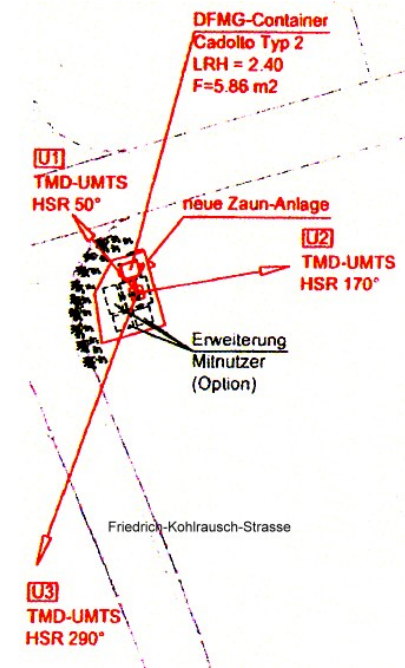 DFMG-Container
Cadolto Typ 2
LRH = 2.40
F=5.86 m2
U1
TMD-UMTS
HSR 50°
neue Zaun-Anlage
U2
TMD-UMTS
HSR 170°
Erweiterung
Mitnutzer
(Option)
Friedrich-Kohlrausch-Strasse
U3
TMD-UMTS
HSR 290°